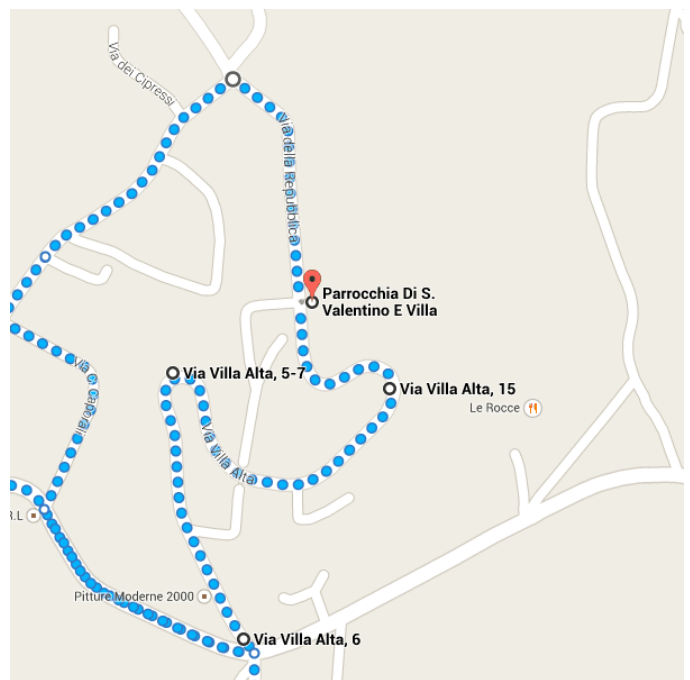 Via dei Cipressi
Via della Repubblica
Parrocchia Di S.
Valentino E Villa
Via Villa Alta, 5-7
Via Villa Alta, 15
Le Rocce
Via Villa Alta
R.L
Pitture Moderne 2000
Via Villa Alta, 6